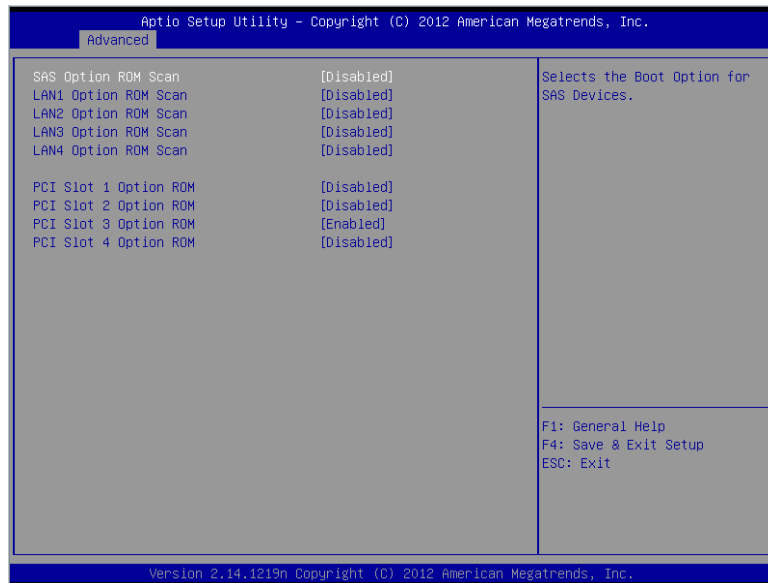 Aptio Setup Utility – Copyright (C) 2012 American Megatrends, Inc.
Advanced
SAS Option ROM Scan [Disabled]
LAN1 Option ROM Scan [Disabled]
LAN2 Option ROM Scan [Disabled]
LAN3 Option ROM Scan [Disabled]
LAN4 Option ROM Scan [Disabled]
PCI Slot 1 Option ROM [Disabled]
PCI Slot 2 Option ROM [Disabled]
PCI Slot 3 Option ROM [Enabled]
PCI Slot 4 Option ROM [Disabled]
Selects the Boot Option for
SAS Devices.
F1: General Help
F4: Save & Exit Setup
ESC: Exit
Version 2.14.1219n Copyright (C) 2012 American Megatrends, Inc.